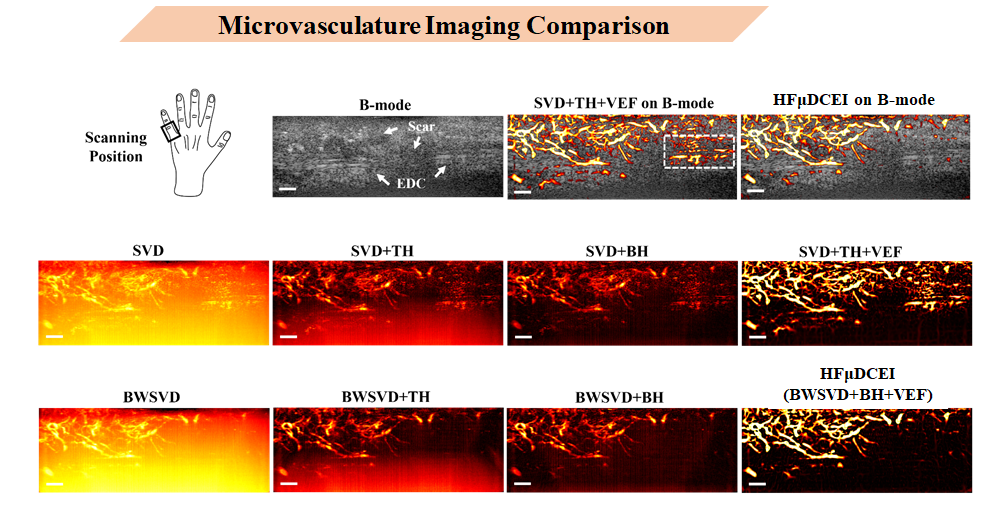 Microvasculature Imaging Comparison
B-mode
SVD+TH+VEF on B-mode
HFμDCEI on B-mode
Scanning
Position
Scar
EDC
SVD
SVD+TH
SVD+BH
SVD+TH+VEF
BWSVD
BWSVD+TH
BWSVD+BH
HFμDCEI
(BWSVD+BH+VEF)